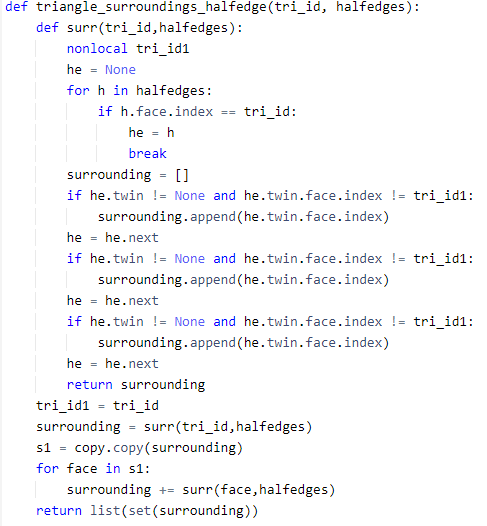 def triangle_surroundings_halfedge(tri_id, halfedges):
    def surr(tri_id,halfedges):
        nonlocal tri_id1
        he = None
        for h in halfedges:
            if h.face.index == tri_id:
                he = h
                break
        surrounding = []
        if he.twin != None and he.twin.face.index != tri_id1:
            surrounding.append(he.twin.face.index)
        he = he.next
        if he.twin != None and he.twin.face.index != tri_id1:
            surrounding.append(he.twin.face.index)
        he = he.next
        if he.twin != None and he.twin.face.index != tri_id1:
            surrounding.append(he.twin.face.index)
        he = he.next
        return surrounding
    tri_id1 = tri_id
    surrounding = surr(tri_id,halfedges)
    s1 = copy.copy(surrounding)
    for face in s1:
        surrounding += surr(face,halfedges)
    return list(set(surrounding))